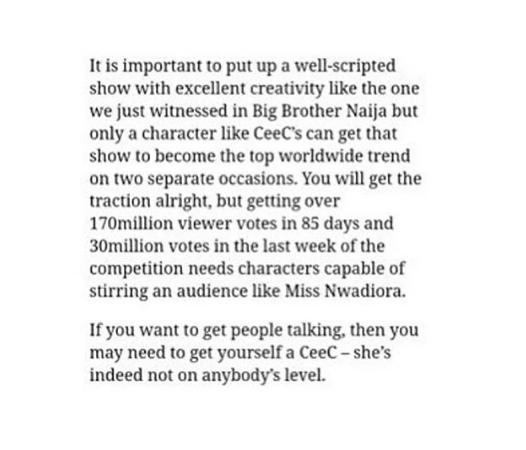 It is important to put up a well-scripted
show with excellent creativity like the one
we just witnessed in Big Brother Naija but
only a character like CeeC's can get that
show to become the top worldwide trend
on two separate occasions. You will get the
traction alright, but getting over
170million viewer votes in 85 days and
30million votes in the last week of the
competition needs characters capable of
stirring an audience like Miss Nwadiora.
If you want to get people talking, then you
may need to get yourself a CeeC – she's
indeed not on anybody's level.